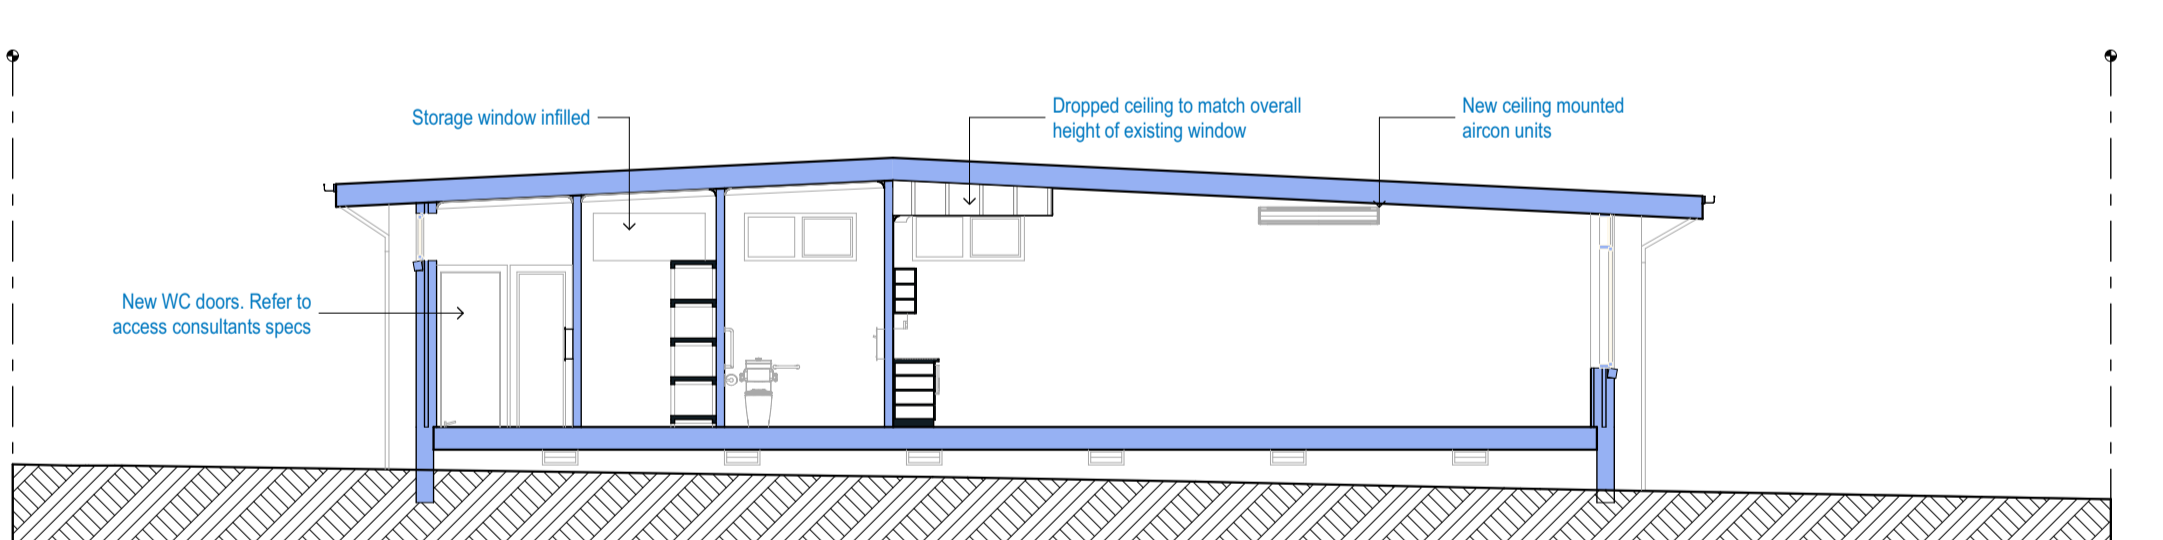 Storage window infilled
Dropped ceiling to match overall
height of existing window
New ceiling mounted
aircon units
New WC doors. Refer to
access consultants specs